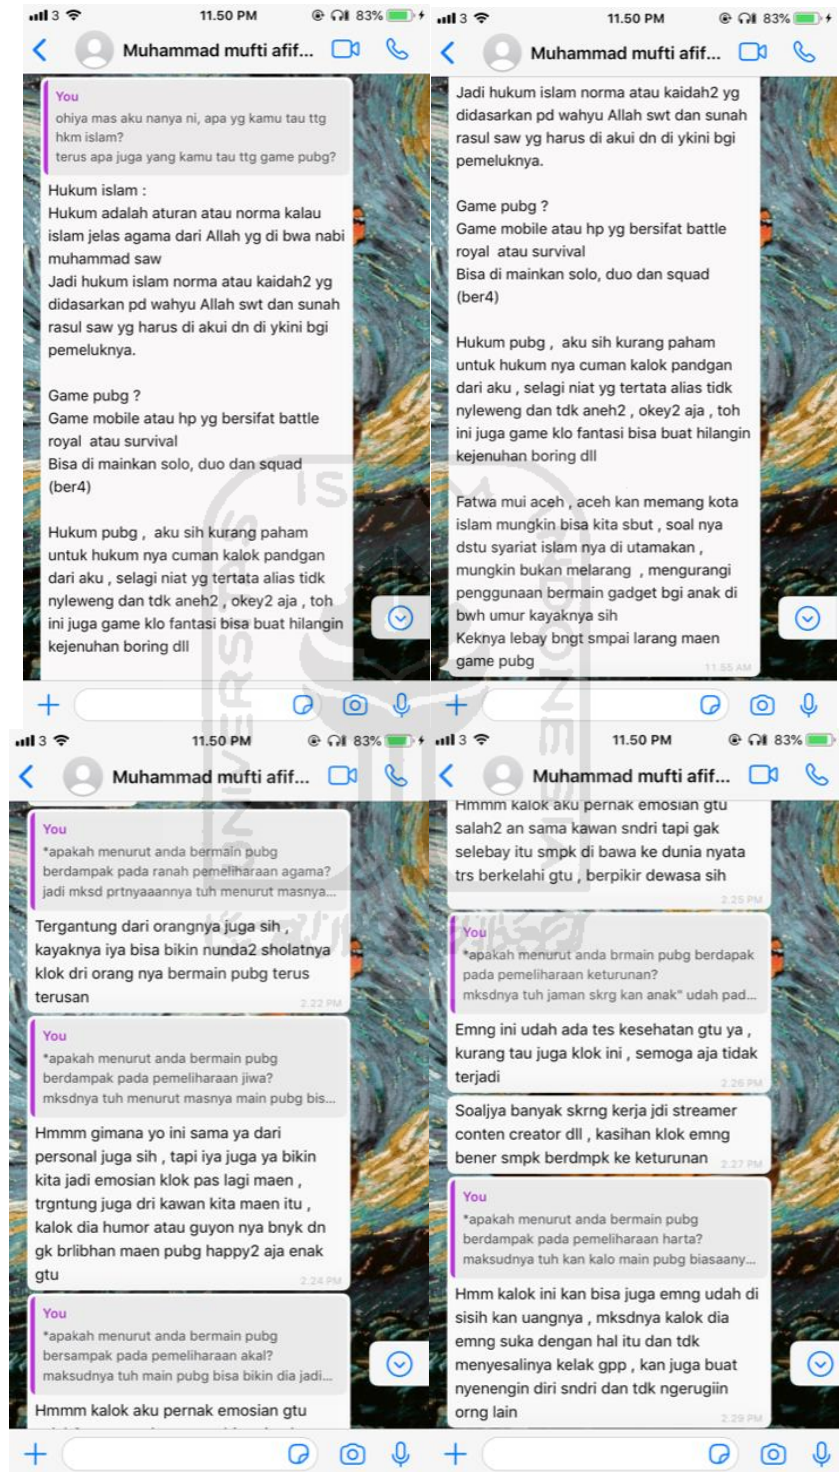 3
11.50 PM
83%
Muhammad mufti afif...
You
ohiya mas aku nanya ni, apa yg kamu tau ttg
hkm islam?
terus apa juga yang kamu tau ttg game pubg?
Hukum islam :
Hukum adalah aturan atau norma kalau
islam jelas agama dari Allah yg di bwa nabi
muhammad saw
Jadi hukum islam norma atau kaidah2 yg
didasarkan pd wahyu Allah swt dan sunah
rasul saw yg harus di akui dn di ykini bgi
pemeluknya.
Game pubg ?
Game mobile atau hp yg bersifat battle
royal atau survival
Bisa di mainkan solo, duo dan squad
(ber4)
Hukum pubg , aku sih kurang paham
untuk hukum nya cuman kalok pandgan
dari aku , selagi niat yg tertata alias tidk
nyleweng dan tdk aneh2 , okey2 aja , toh
ini juga game klo fantasi bisa buat hilangin
kejenuhan boring dll
3
11.50 PM
83%
Muhammad mufti afif...
Jadi hukum islam norma atau kaidah2 yg
didasarkan pd wahyu Allah swt dan sunah
rasul saw yg harus di akui dn di ykini bgi
pemeluknya.
Game pubg ?
Game mobile atau hp yg bersifat battle
royal atau survival
Bisa di mainkan solo, duo dan squad
(ber4)
Hukum pubg , aku sih kurang paham
untuk hukum nya cuman kalok pandgan
dari aku , selagi niat yg tertata alias tidk
nyleweng dan tdk aneh2 , okey2 aja , toh
ini juga game klo fantasi bisa buat hilangin
kejenuhan boring dll
Fatwa mui aceh , aceh kan memang kota
islam mungkin bisa kita sbut , soal nya
dstu syariat islam nya di utamakan ,
mungkin bukan melarang , mengurangi
penggunaan bermain gadget bgi anak di
bwh umur kayaknya sih
Keknya lebay bngt smpai larang maen
game pubg
11.55 AM
3
11.50 PM
83%
Muhammad mufti afif...
You
*apakah menurut anda bermain pubg
berdampak pada ranah pemeliharaan agama?
jadi mksd prtnyaaannya tuh menurut masnya...
Tergantung dari orangnya juga sih ,
kayaknya iya bisa bikin nunda2 sholatnya
klok dri orang nya bermain pubg terus
terusan
2.22 PM
You
*apakah menurut anda bermain pubg
berdampak pada pemeliharaan jiwa?
mksdnya tuh menurut masnya main pubg bis...
Hmmm gimana yo ini sama ya dari
personal juga sih , tapi iya juga ya bikin
kita jadi emosian klok pas lagi maen ,
trgntung juga dri kawan kita maen itu ,
kalok dia humor atau guyon nya bnyk dn
gk brlibhan maen pubg happy2 aja enak
gtu
2.24 PM
You
*apakah menurut anda bermain pubg
bersampak pada pemeliharaan akal?
maksudnya tuh main pubg bisa bikin dia jadi...
Hmmm kalok aku pernak emosian gtu
3
11.50 PM
83%
Muhammad mufti afif...
Hmmm kalok aku pernak emosian gtu
salah2 an sama kawan sndri tapi gak
selebay itu smpk di bawa ke dunia nyata
trs berkelahi gtu , berpikir dewasa sih
2.25 PM
You
*apakah menurut anda brmain pubg berdapak
pada pemeliharaan keturunan?
mksdnya tuh jaman skrg kan anak" udah pad...
Emng ini udah ada tes kesehatan gtu ya ,
kurang tau juga klok ini , semoga aja tidak
terjadi
2.26 PM
Soaljya banyak skrng kerja jdi streamer
conten creator dll , kasihan klok emng
bener smpk berdmpk ke keturunan
2.27 PM
You
*apakah menurut anda bermain pubg
berdampak pada pemeliharaan harta?
maksudnya tuh kan kalo main pubg biasaany...
Hmm kalok ini kan bisa juga emng udah di
sisih kan uangnya , mksdnya kalok dia
emng suka dengan hal itu dan tdk
menyesalinya kelak gpp , kan juga buat
nyenengin diri sndri dan tdk ngerugiin
orng lain
2.29 PM